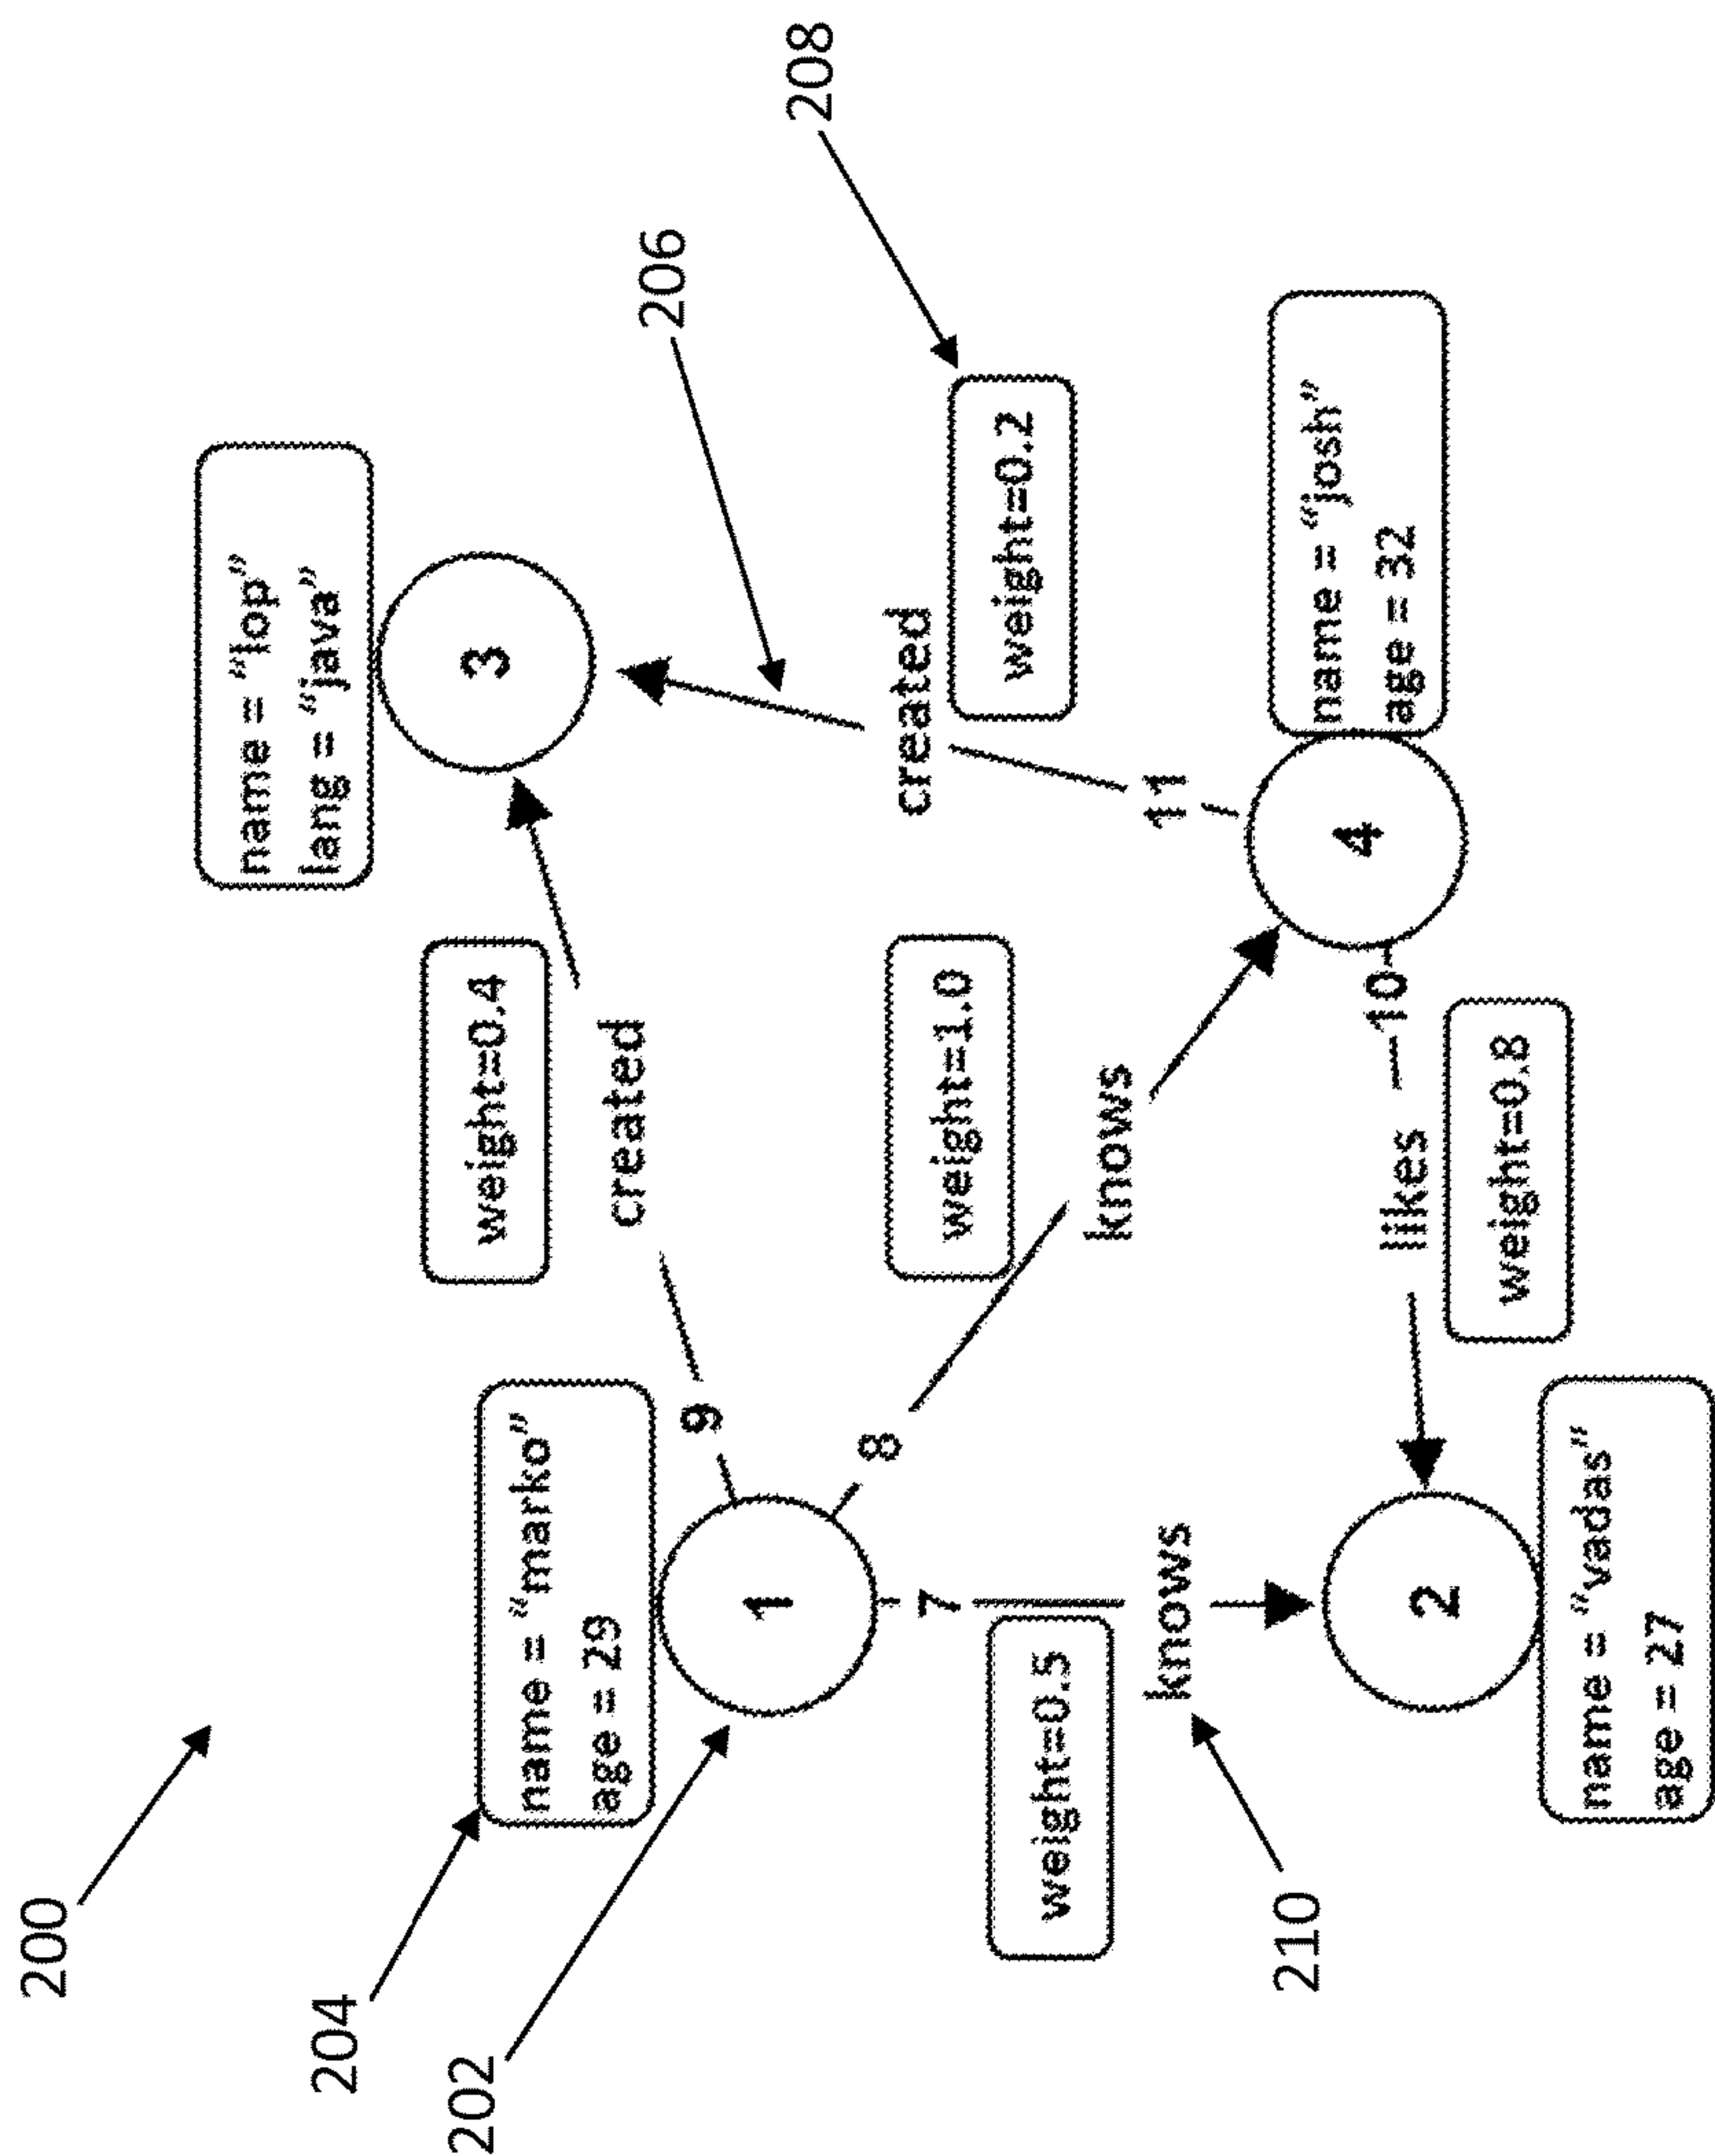 200
204
202
name = "marko"
age = 29
1
9
created
weight=0.4
name = "lop"
lang = "java"
3
206
208
8
weight=1.0
knows
created
weight=0.2
11
7
weight=0.5
knows
210
4
name = "josh"
age = 32
10
likes
weight=0.8
2
name = "vadas"
age = 27